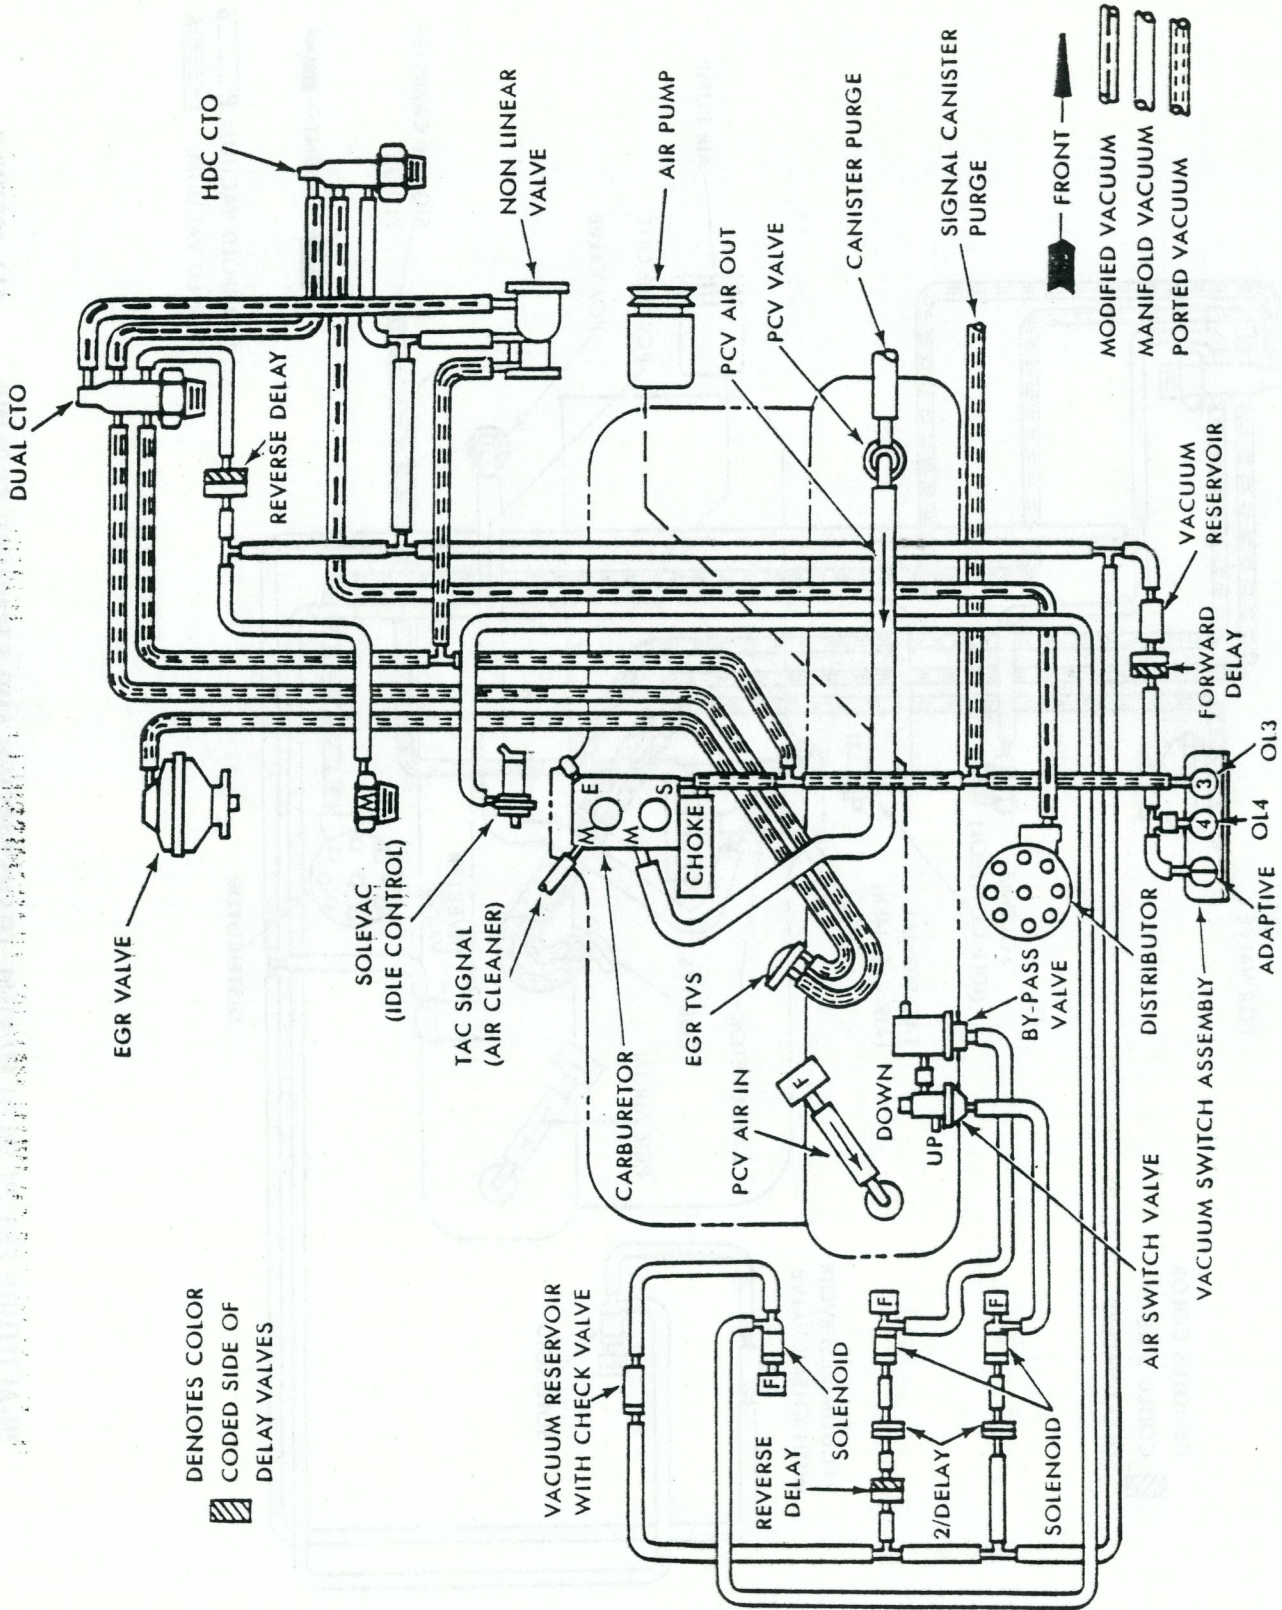 DUAL CTO
HDC CTO
REVERSE DELAY
NON LINEAR
VALVE
AIR PUMP
PCV AIR OUT
PCV VALVE
CANISTER PURGE
SIGNAL CANISTER
PURGE
FRONT
MODIFIED VACUUM
MANIFOLD VACUUM
PORTED VACUUM
EGR VALVE
SOLEVAC
(IDLE CONTROL)
TAC SIGNAL
(AIR CLEANER)
CARBURETOR
M
E
M
S
CHOKE
EGR TVS
VACUUM
RESERVOIR
FORWARD
DELAY
3
OL3
4
OL4
ADAPTIVE
VACUUM SWITCH ASSEMBLY
DISTRIBUTOR
BY-PASS
VALVE
DOWN
UP
F
PCV AIR IN
AIR SWITCH VALVE
DENOTES COLOR
CODED SIDE OF
DELAY VALVES
VACUUM RESERVOIR
WITH CHECK VALVE
F
SOLENOID
REVERSE
DELAY
F
F
2/DELAY
SOLENOID